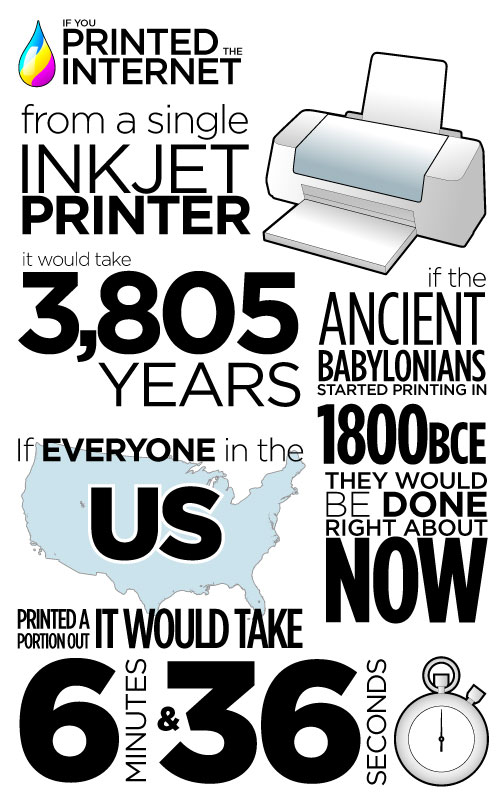 IF YOU
PRINTED THE
INTERNET
from a single
INKJET
PRINTER
it would take
3,805
YEARS
if the
ANCIENT
BABYLONIANS
STARTED PRINTING IN
1800BCE
THEY WOULD
BE DONE
RIGHT ABOUT
NOW
If EVERYONE in the
US
PRINTED A
PORTION OUT IT WOULD TAKE
6 MINUTES & 36 SECONDS